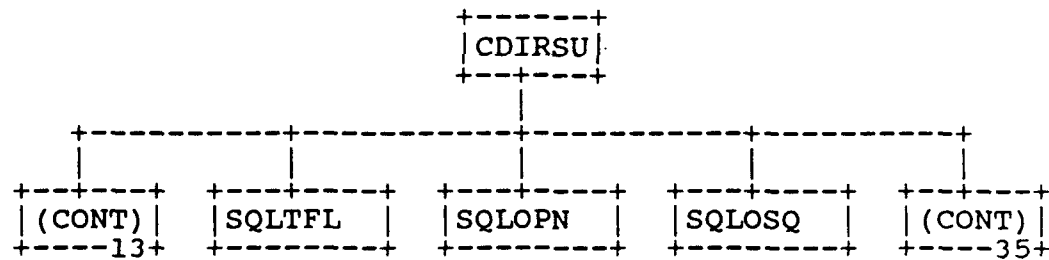 CDIRSU
(CONT) SQLTFL SQLOPN SQLOSQ (CONT)
13 35